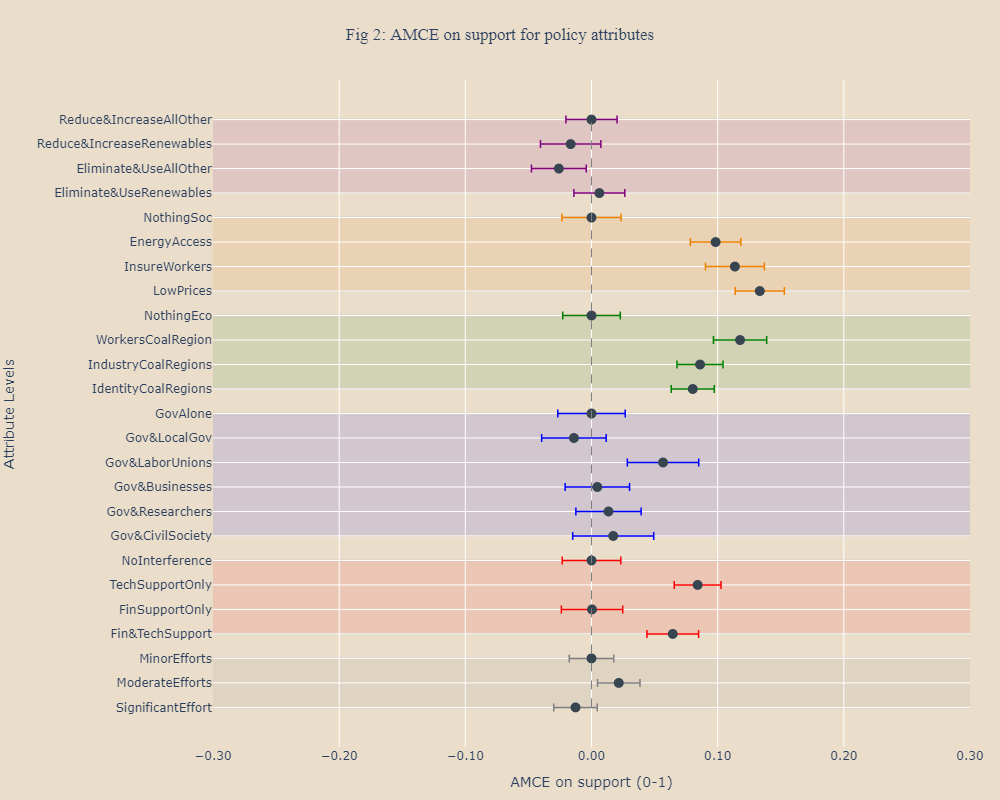 Fig 2: AMCE on support for policy attributes
Attribute Levels
Reduce&IncreaseAllOther
Reduce&IncreaseRenewables
Eliminate&UseAllOther
Eliminate&UseRenewables
NothingSoc
EnergyAccess
InsureWorkers
LowPrices
NothingEco
WorkersCoalRegion
IndustryCoalRegions
IdentityCoalRegions
GovAlone
Gov&LocalGov
Gov&LaborUnions
Gov&Businesses
Gov&Researchers
Gov&CivilSociety
NoInterference
TechSupportOnly
FinSupportOnly
Fin&TechSupport
MinorEfforts
ModerateEfforts
SignificantEffort
−0.30 −0.20 −0.10 0.00 0.10 0.20 0.30
AMCE on support (0-1)